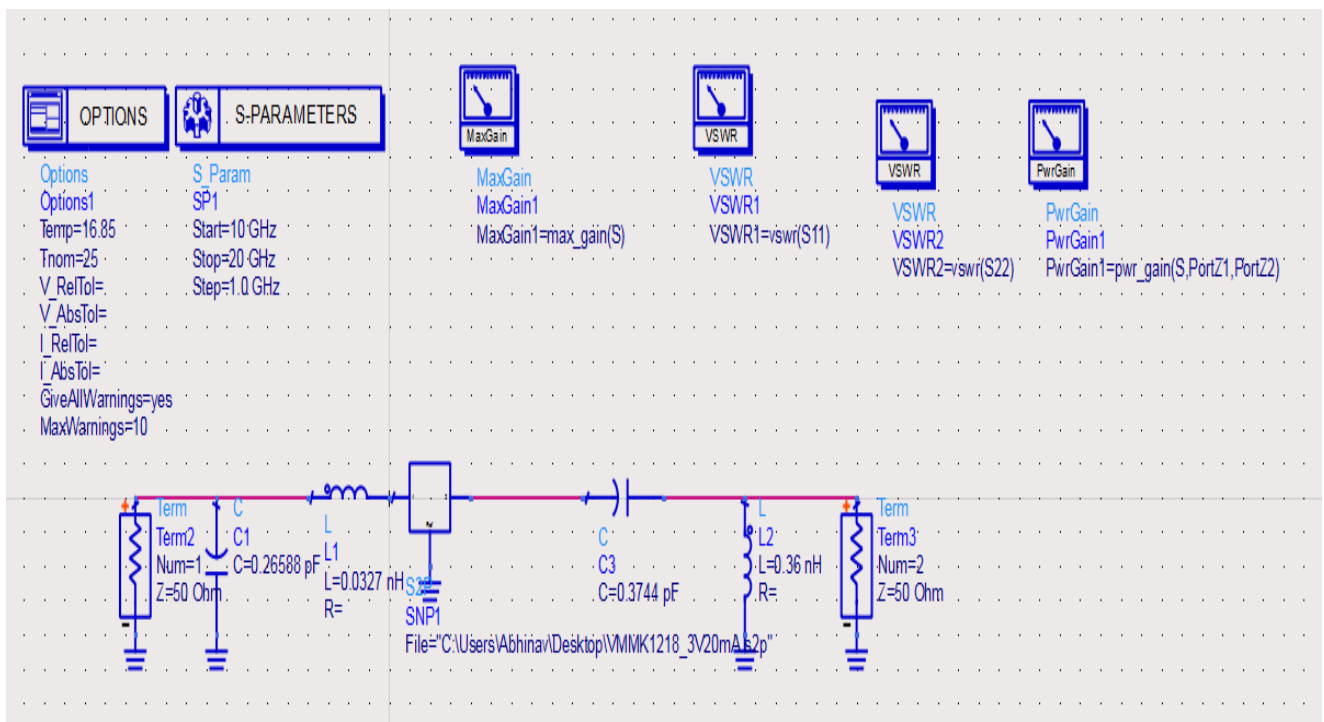 OPTIONS
Options
Options1
Temp=16.85
Tnom=25
V_RelTol=
V_AbsTol=
I_RelTol=
I_AbsTol=
GiveAllWarnings=yes
MaxWarnings=10
S-PARAMETERS
S_Param
SP1
Start=10 GHz
Stop=20 GHz
Step=1.0 GHz
MaxGain
MaxGain
MaxGain1
MaxGain1=max_gain(S)
VSWR
VSWR
VSWR1
VSWR1=vswr(S11)
VSWR
VSWR
VSWR2
VSWR2=vswr(S22)
PwrGain
PwrGain
PwrGain1
PwrGain1=pwr_gain(S,PortZ1,PortZ2)
Term
Term2
Num=1
Z=50 Ohm
C
C1
C=0.26588 pF
L
L1
L=0.0327 nH
R=
Ref
S2P
SNP1
File="C:\Users\Abhinav\Desktop\VMMK1218_3V20mA.s2p"
C
C3
C=0.3744 pF
L
L2
L=0.36 nH
R=
Term
Term3
Num=2
Z=50 Ohm